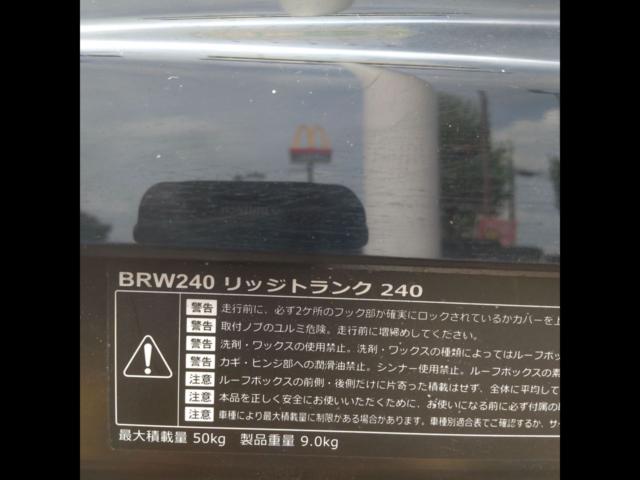 BRW240 リッジトランク 240
警告 走行前に、必ず2ケ所のフック部が確実にロックされているかカバーを上
警告 取付ノブのユルミ危険。走行前に増締めしてください。
警告 洗剤・ワックスの使用禁止。洗剤・ワックスの種類によってはルーフボッ
警告 カギ・ヒンジ部への潤滑油禁止。シンナー使用禁止。ルーフボックスの素
注意 ルーフボックスの前側・後側だけに片寄った積載はせず、全体に平均して
注意 本品を正しく安全にお使いいただくために、お使いになる前に必ず付属の取
注意 車種により最大積載量に制限がある場合があります。車種別適合表でご確認するか、サー
最大積載量 50kg 製品重量 9.0kg